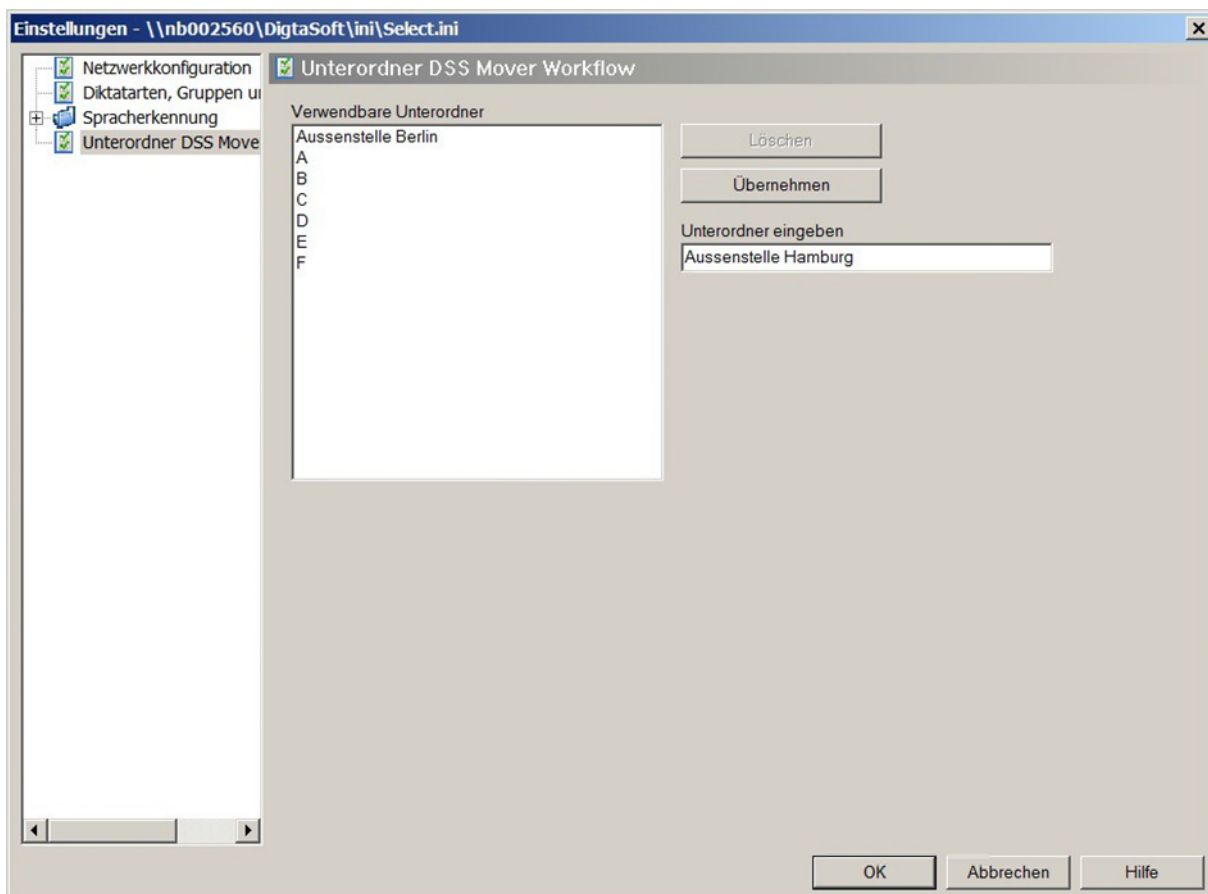 Einstellungen - \\nb002560\DigtaSoft\ini\Select.ini
Netzwerkkonfiguration
Diktatarten, Gruppen
Spracherkennung
Unterordner DSS Move
Unterordner DSS Mover Workflow
Verwendbare Unterordner
Aussenstelle Berlin
A
B
C
D
E
F
Löschen
Übernehmen
Unterordner eingeben
Aussenstelle Hamburg
OK
Abbrechen
Hilfe